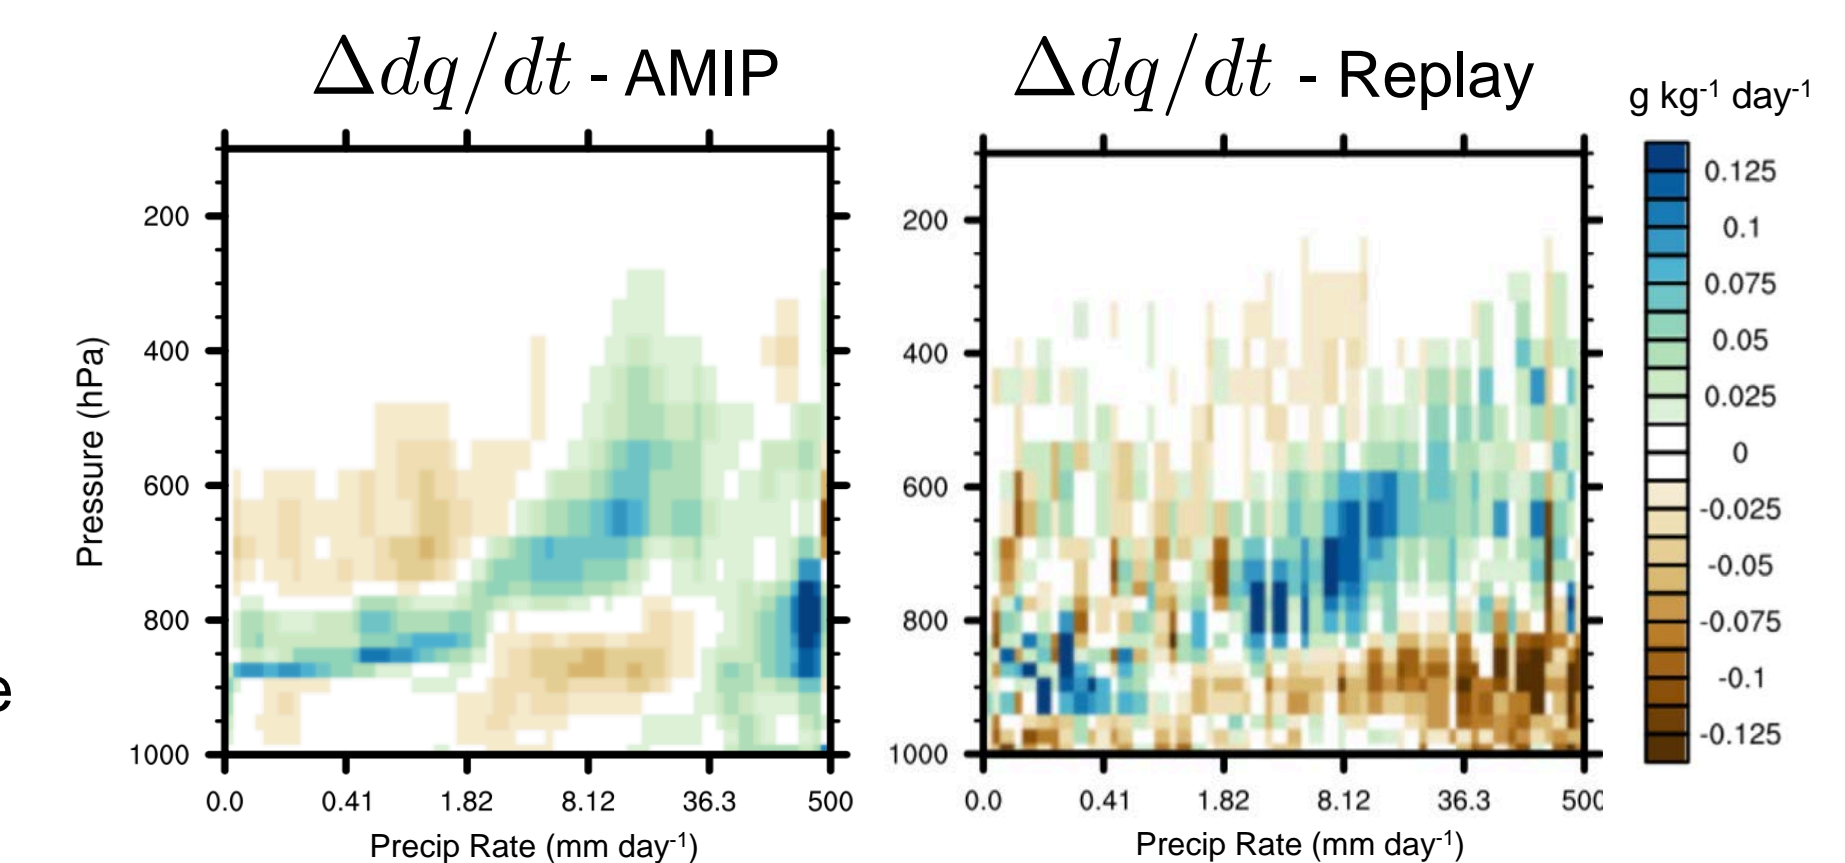 Δdq/dt - AMIP
Δdq/dt - Replay
g kg-1 day-1
Pressure (hPa)
200
400
600
800
1000
0.0 0.41 1.82 8.12 36.3 500
Precip Rate (mm day-1)
200
400
600
800
1000
0.0 0.41 1.82 8.12 36.3 500
Precip Rate (mm day-1)
0.125
0.1
0.075
0.05
0.025
0
-0.025
-0.05
-0.075
-0.1
-0.125
e